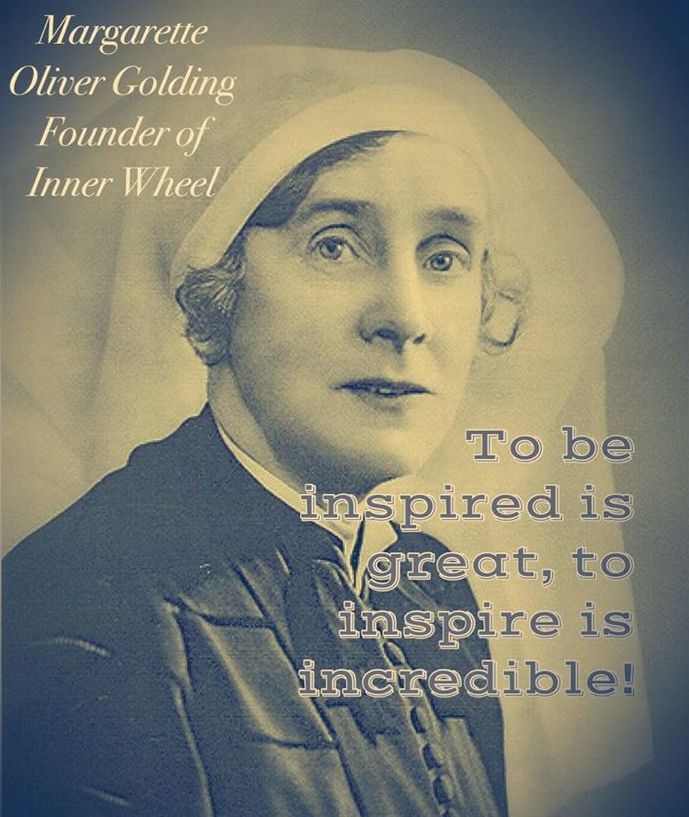 Margarette
Oliver Golding
Founder of
Inner Wheel
To be
inspired is
great, to
inspire is
incredible!